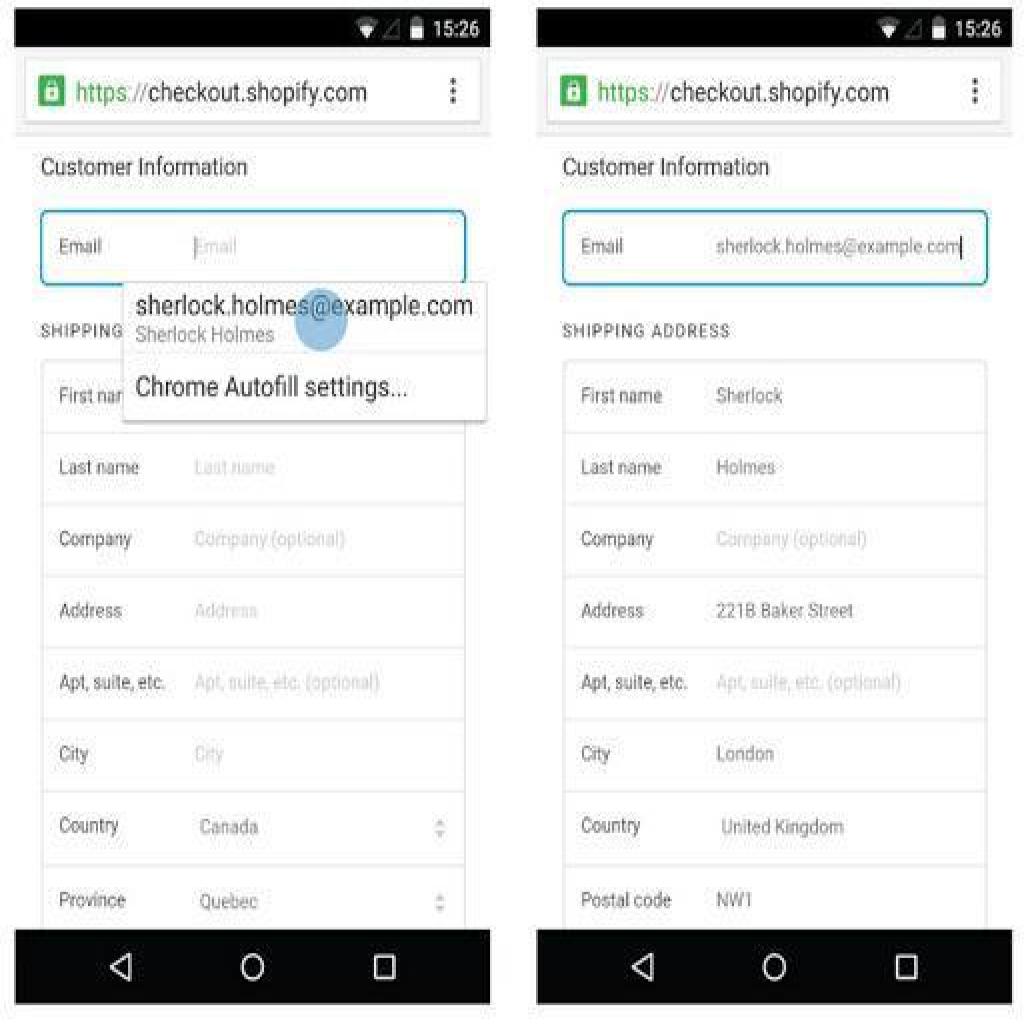 15:26
https://checkout.shopify.com
Customer Information
Email Email
sherlock.holmes@example.com
SHIPPING
Sherlock Holmes
Chrome Autofill settings...
First nar
Last name Last name
Company Company (optional)
Address Address
Apt, suite, etc. Apt, suite, etc. (optional)
City City
Country Canada
Province Quebec
15:26
https://checkout.shopify.com
Customer Information
Email sherlock.holmes@example.com
SHIPPING ADDRESS
First name Sherlock
Last name Holmes
Company Company (optional)
Address 221B Baker Street
Apt, suite, etc. Apt, suite, etc. (optional)
City London
Country United Kingdom
Postal code NW1